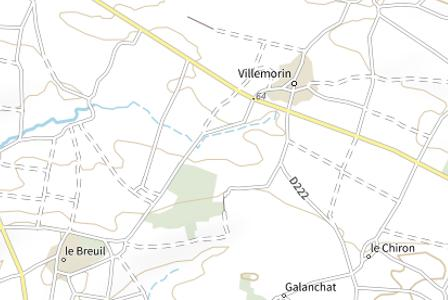 Villemorin
64
D222
le Breuil
le Chiron
Galanchat